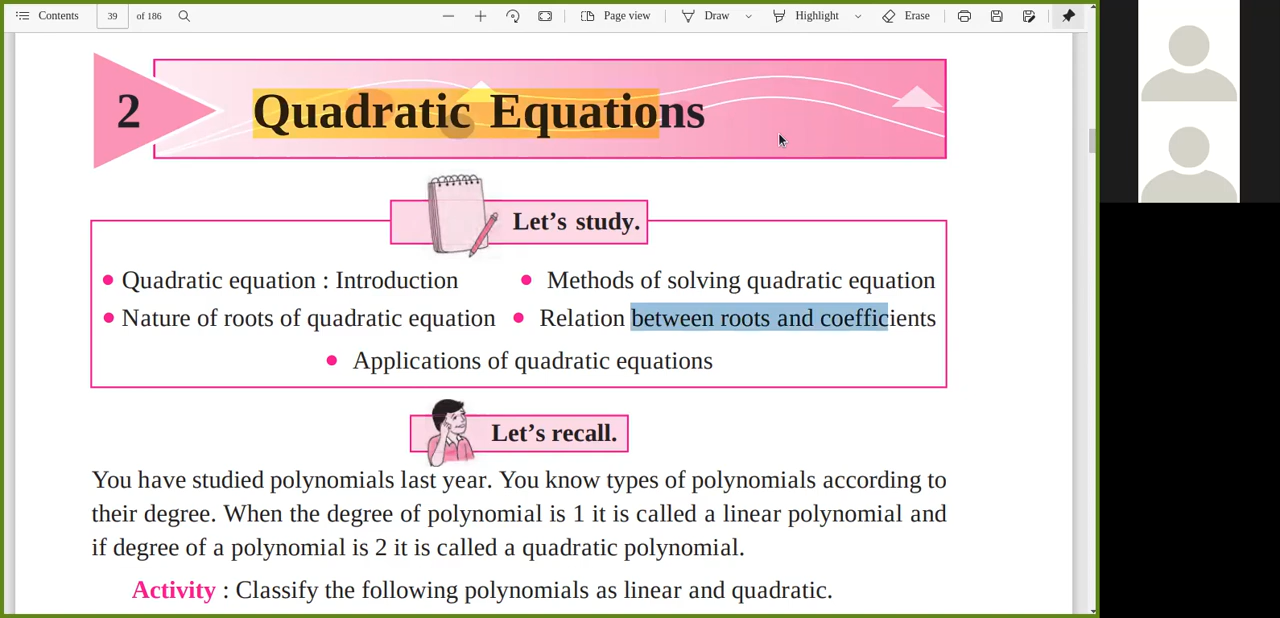 Contents 39 of 186 Page view Draw Highlight Erase
2 Quadratic Equations
Let's study.
• Quadratic equation : Introduction • Methods of solving quadratic equation
• Nature of roots of quadratic equation • Relation between roots and coefficients
• Applications of quadratic equations
Let's recall.
You have studied polynomials last year. You know types of polynomials according to
their degree. When the degree of polynomial is 1 it is called a linear polynomial and
if degree of a polynomial is 2 it is called a quadratic polynomial.
Activity : Classify the following polynomials as linear and quadratic.